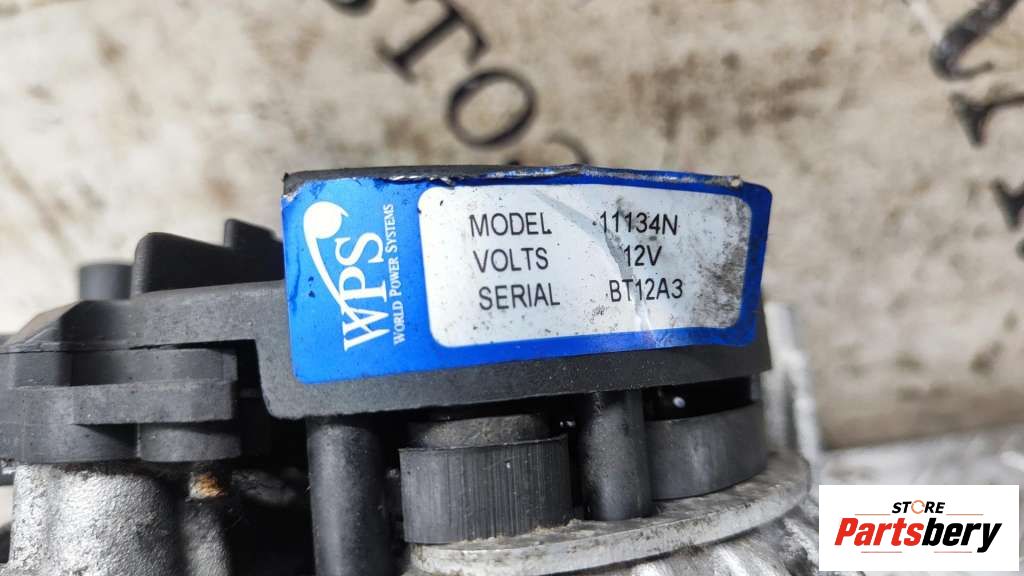 WPS
WORLD POWER SYSTEMS
MODEL 11134N
VOLTS 12V
SERIAL BT12A3
STORE
Partsbery